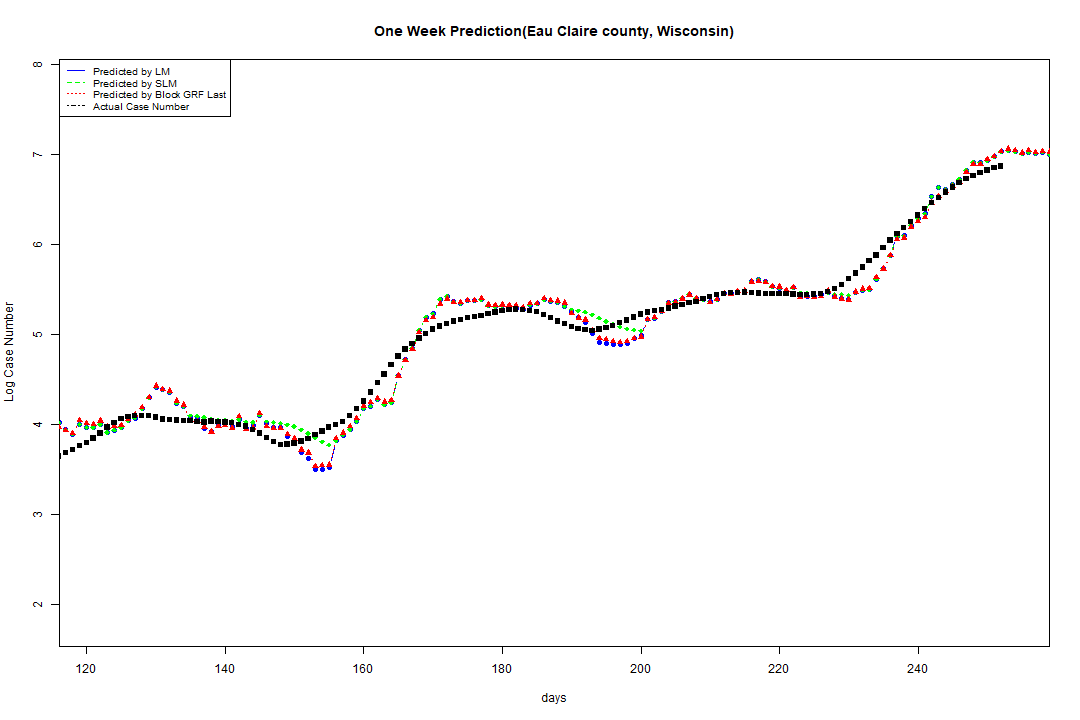 One Week Prediction(Eau Claire county, Wisconsin)
Predicted by LM
Predicted by SLM
Predicted by Block GRF Last
Actual Case Number
Log Case Number
8
7
6
5
4
3
2
120 140 160 180 200 220 240
days